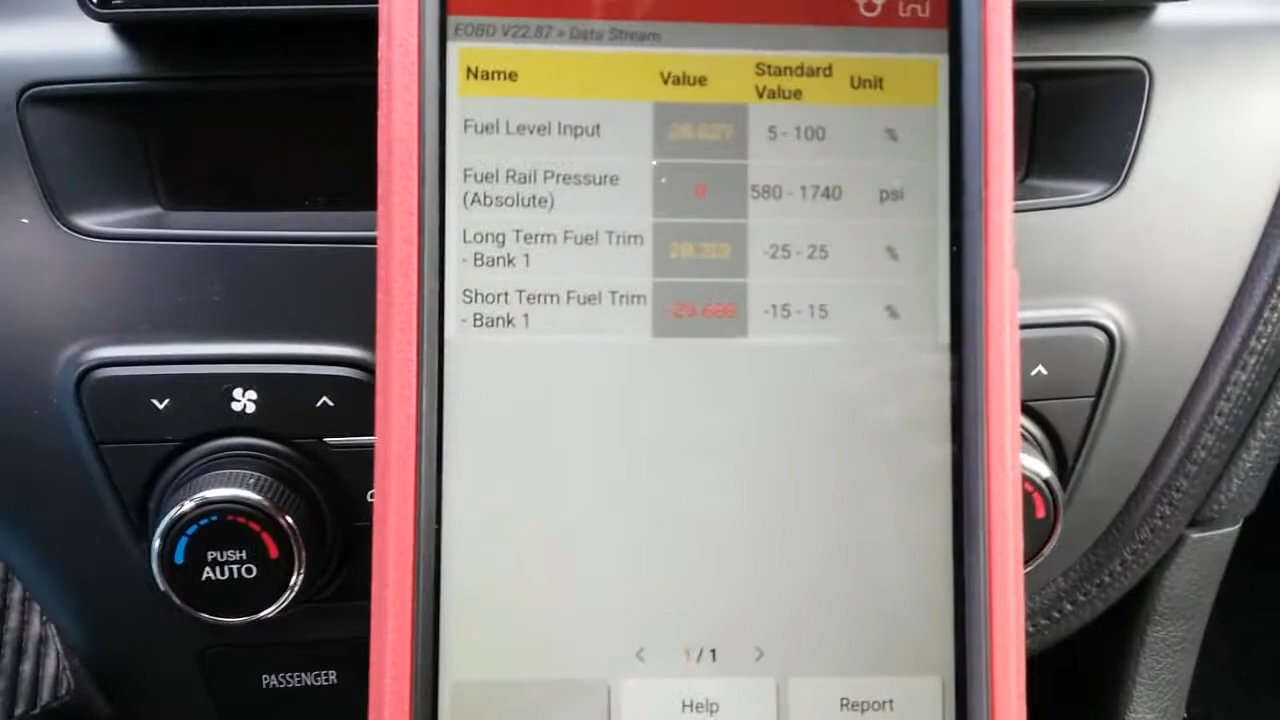 EOBD V22.87 » Data Stream
Name Value Standard Value Unit
Fuel Level Input 5 - 100 %
Fuel Rail Pressure (Absolute) 0 580 - 1740 psi
Long Term Fuel Trim - Bank 1 -25 - 25 %
Short Term Fuel Trim - Bank 1 -15 - 15 %
1 / 1
Help Report
PUSH
AUTO
PASSENGER